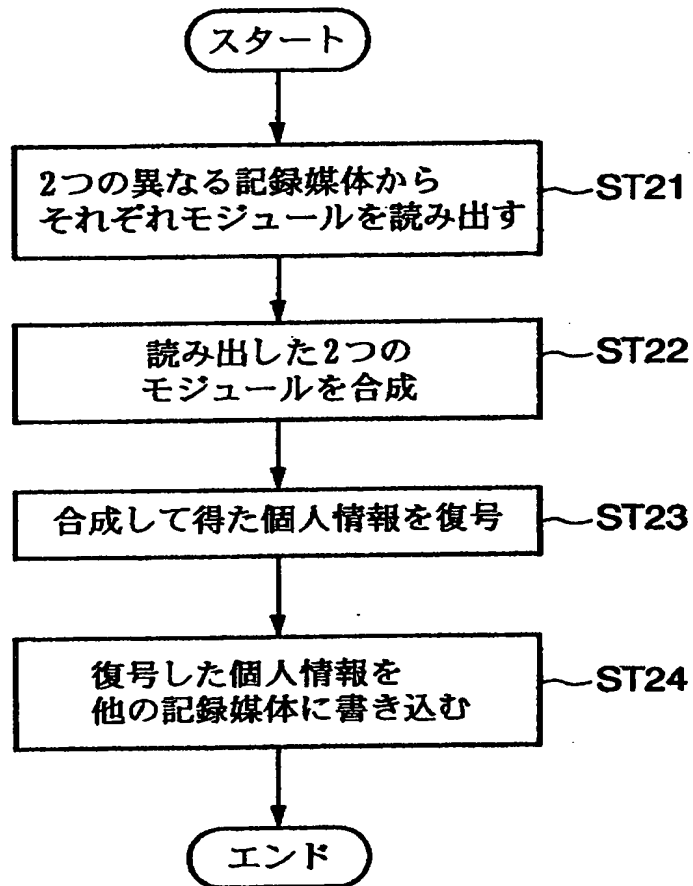 スタート
2つの異なる記録媒体から
それぞれモジュールを読み出す
ST21
読み出した2つの
モジュールを合成
ST22
合成して得た個人情報を復号
ST23
復号した個人情報を
他の記録媒体に書き込む
ST24
エンド